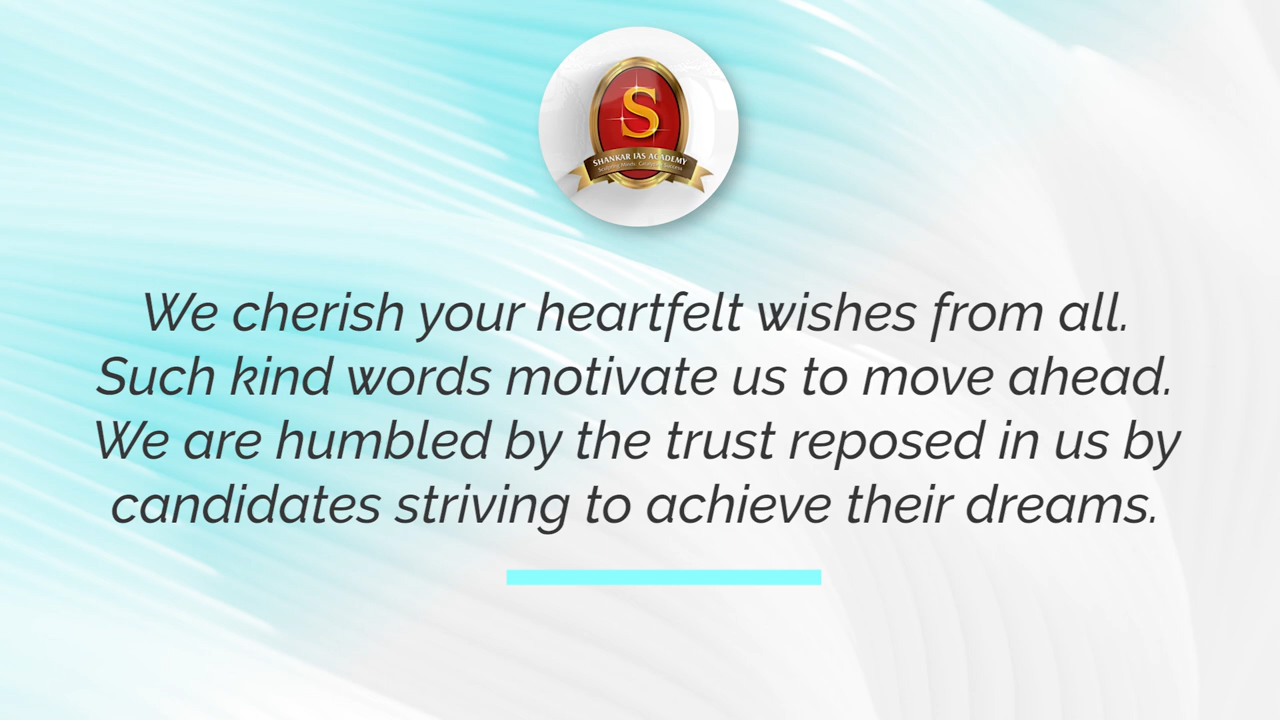 S
SHANKAR IAS ACADEMY
We cherish your heartfelt wishes from all.
Such kind words motivate us to move ahead.
We are humbled by the trust reposed in us by
candidates striving to achieve their dreams.